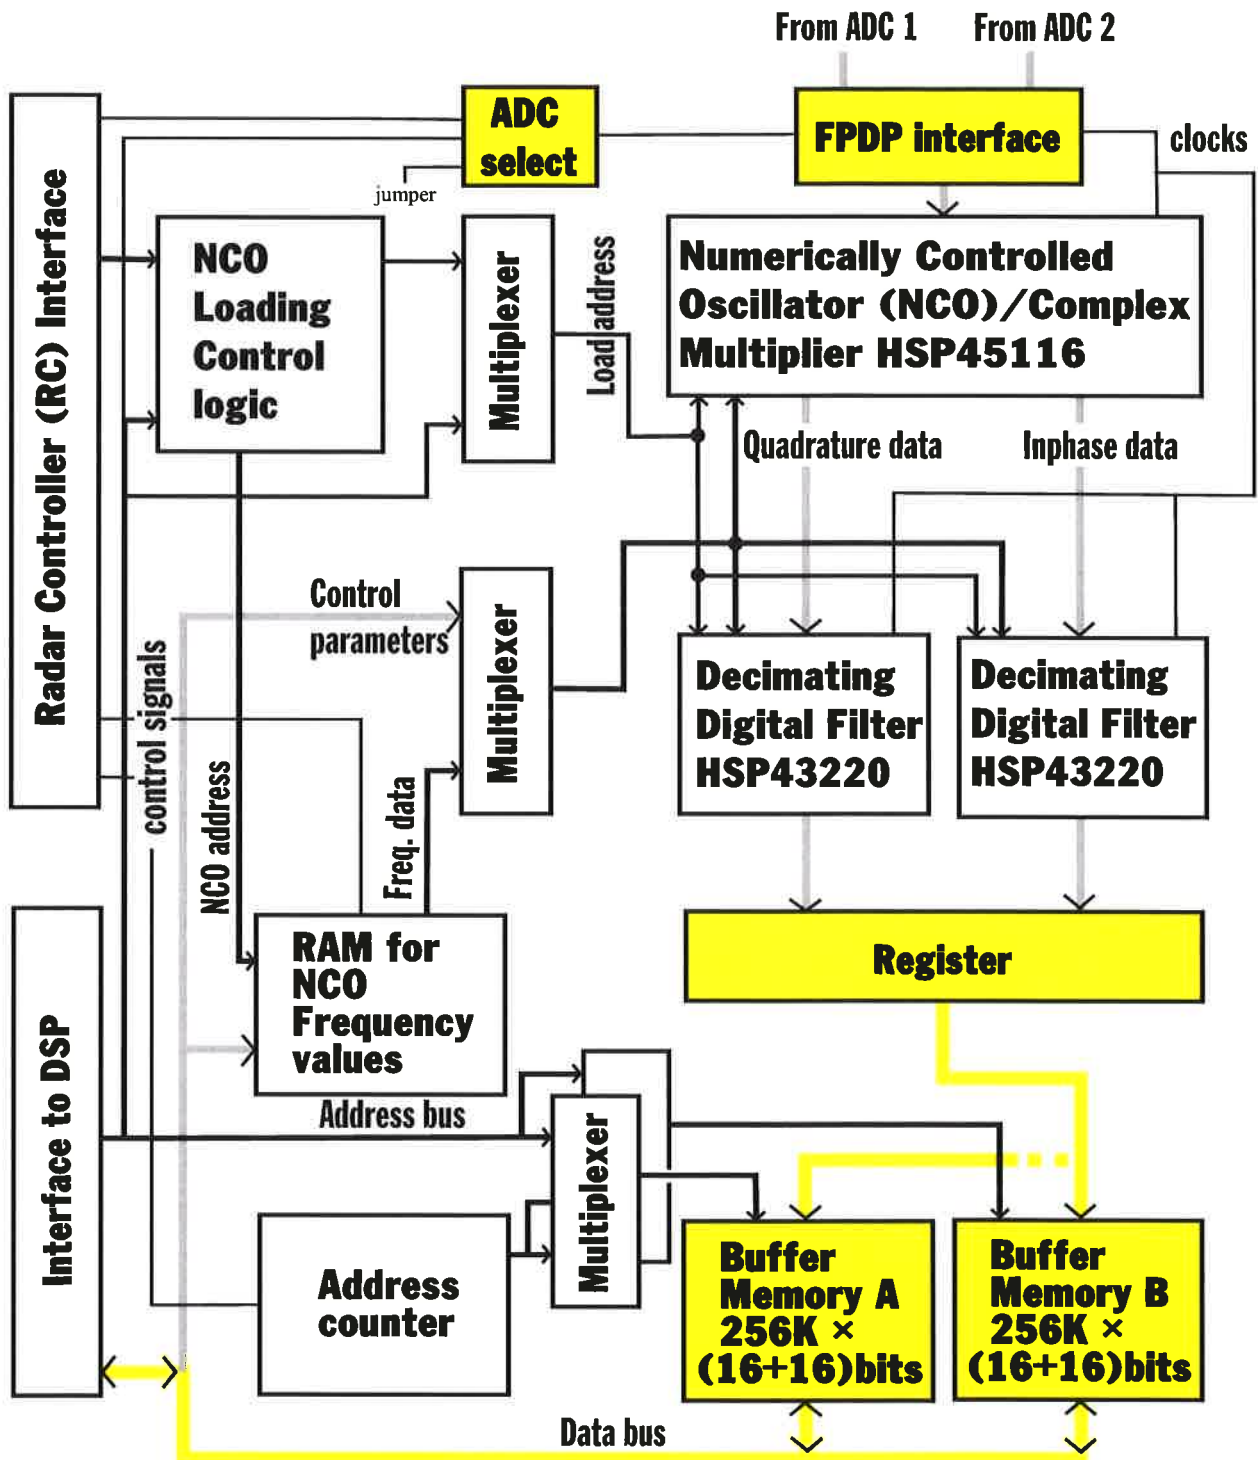 From ADC 1
From ADC 2
ADC
select
FPDP interface
clocks
jumper
Radar Controller (RC) Interface
NCO
Loading
Control
logic
Multiplexer
Load address
Numerically Controlled
Oscillator (NCO)/Complex
Multiplier HSP45116
Quadrature data
Inphase data
Control
parameters
Multiplexer
control signals
NCO address
Freq. data
Decimating
Digital Filter
HSP43220
Decimating
Digital Filter
HSP43220
Interface to DSP
RAM for
NCO
Frequency
values
Register
Address bus
Multiplexer
Address
counter
Buffer
Memory A
256K ×
(16+16)bits
Buffer
Memory B
256K ×
(16+16)bits
Data bus